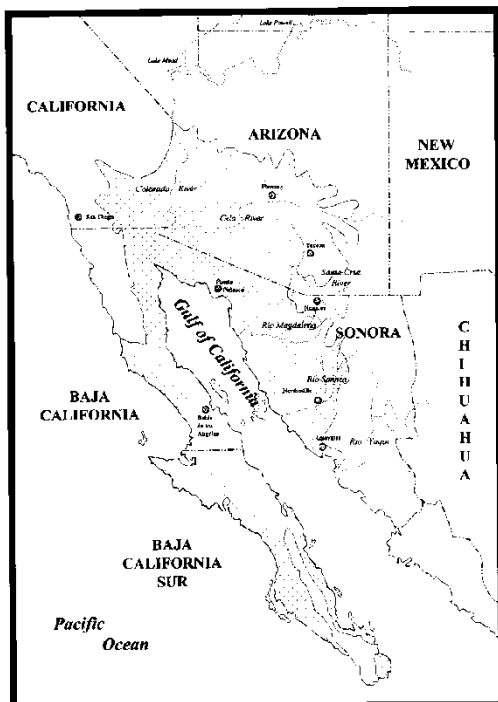 Lake Powell
Lake Mead
CALIFORNIA
ARIZONA
NEW
MEXICO
Colorado River
Phoenix
San Diego
Gila River
Tucson
Santa Cruz
River
Puerto
Peñasco
Nogales
Gulf of California
Rio Magdalena
SONORA
CHIHUAHUA
Rio Sonora
Hermosillo
BAJA
CALIFORNIA
Bahia
de los
Angeles
Guaymas
Rio Yaqui
BAJA
CALIFORNIA
SUR
Pacific
Ocean